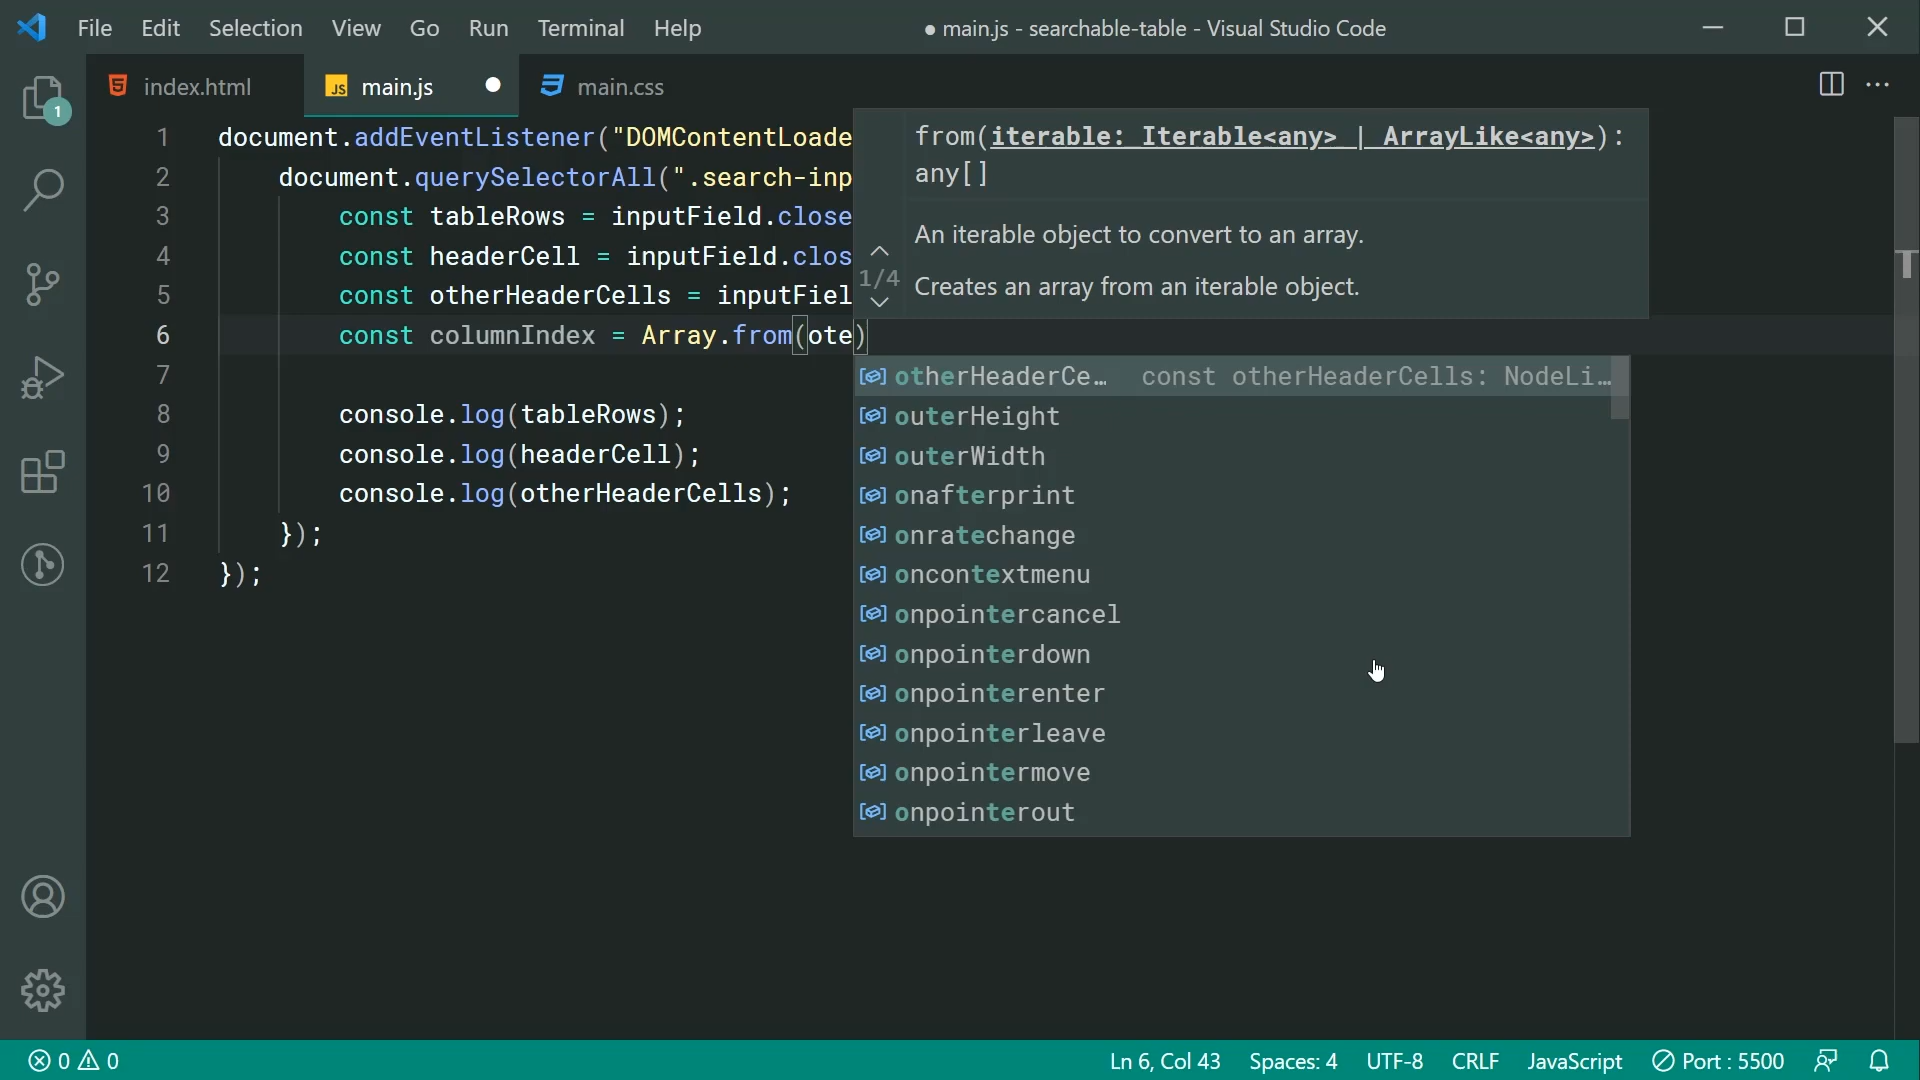 File Edit Selection View Go Run Terminal Help
● main.js - searchable-table - Visual Studio Code
1
index.html
JS main.js
main.css
1 document.addEventListener("DOMContentLoade
2 document.querySelectorAll(".search-inp
3 const tableRows = inputField.close
4 const headerCell = inputField.clos
5 const otherHeaderCells = inputFiel
6 const columnIndex = Array.from(ote)
7
8 console.log(tableRows);
9 console.log(headerCell);
10 console.log(otherHeaderCells);
11 });
12 });
from(iterable: Iterable<any> | ArrayLike<any>):
any[]
An iterable object to convert to an array.
1/4
Creates an array from an iterable object.
otherHeaderCe… const otherHeaderCells: NodeLi…
outerHeight
outerWidth
onafterprint
onratechange
oncontextmenu
onpointercancel
onpointerdown
onpointerenter
onpointerleave
onpointermove
onpointerout
0 0
Ln 6, Col 43 Spaces: 4 UTF-8 CRLF JavaScript Port : 5500